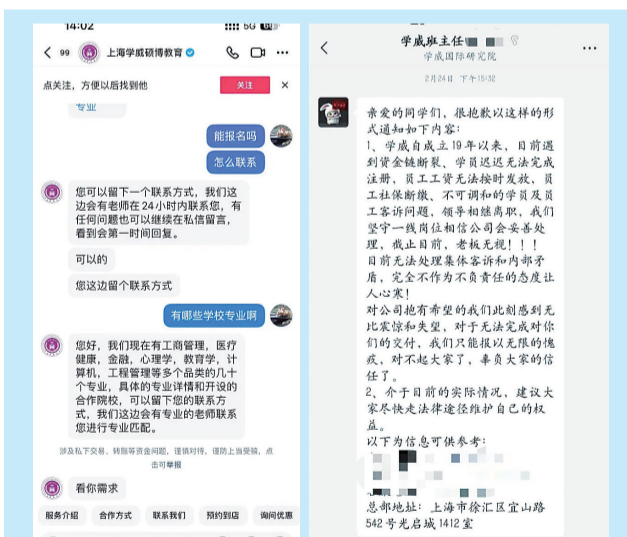 14:02
5G
99
上海学威硕博教育
点关注，方便以后找到他
关注
专业
能报名吗
怎么联系
您可以留下一个联系方式，我们这
边会有老师在24小时内联系您，有
任何问题也可以继续在私信留言，
看到会第一时间回复。
可以的
您这边留个联系方式
有哪些学校专业啊
您好，我们现在有工商管理，医疗
健康，金融，心理学，教育学，计
算机，工程管理等多个品类的几十
个专业，具体的专业详情和开设的
合作院校，可以留下您的联系方
式，我们这边会有专业的老师联系
您进行专业匹配。
涉及私下交易、转账等资金问题，谨慎对待，谨防上当受骗，点
击可举报
看你需求
服务介绍
合作方式
联系我们
预约到店
询问优惠
学威班主任
学威国际研究院
2月24日 下午15:32
亲爱的同学们，很抱歉以这样的形
式通知如下内容：
1、学威自成立19年以来，目前遇
到资金链断裂、学员迟迟无法完成
注册，员工工资无法按时发放、员
工社保断缴、不可调和的学员及员
工客诉问题，领导相继离职，我们
坚守一线岗位相信公司会妥善处
理，截止目前，老板无视！！！
目前无法处理集体客诉和内部矛
盾，完全不作为不负责任的态度让
人心寒！
对公司抱有希望的我们此刻感到无
比震惊和失望，对于无法完成对你
们的交付，我们只能报以无限的愧
疚，对不起大家了，辜负大家的信
任了。
2、介于目前的实际情况，建议大
家尽快走法律途径维护自己的权
益。
以下为信息可供参考：
总部地址：上海市徐汇区宜山路
542号光启城1412室